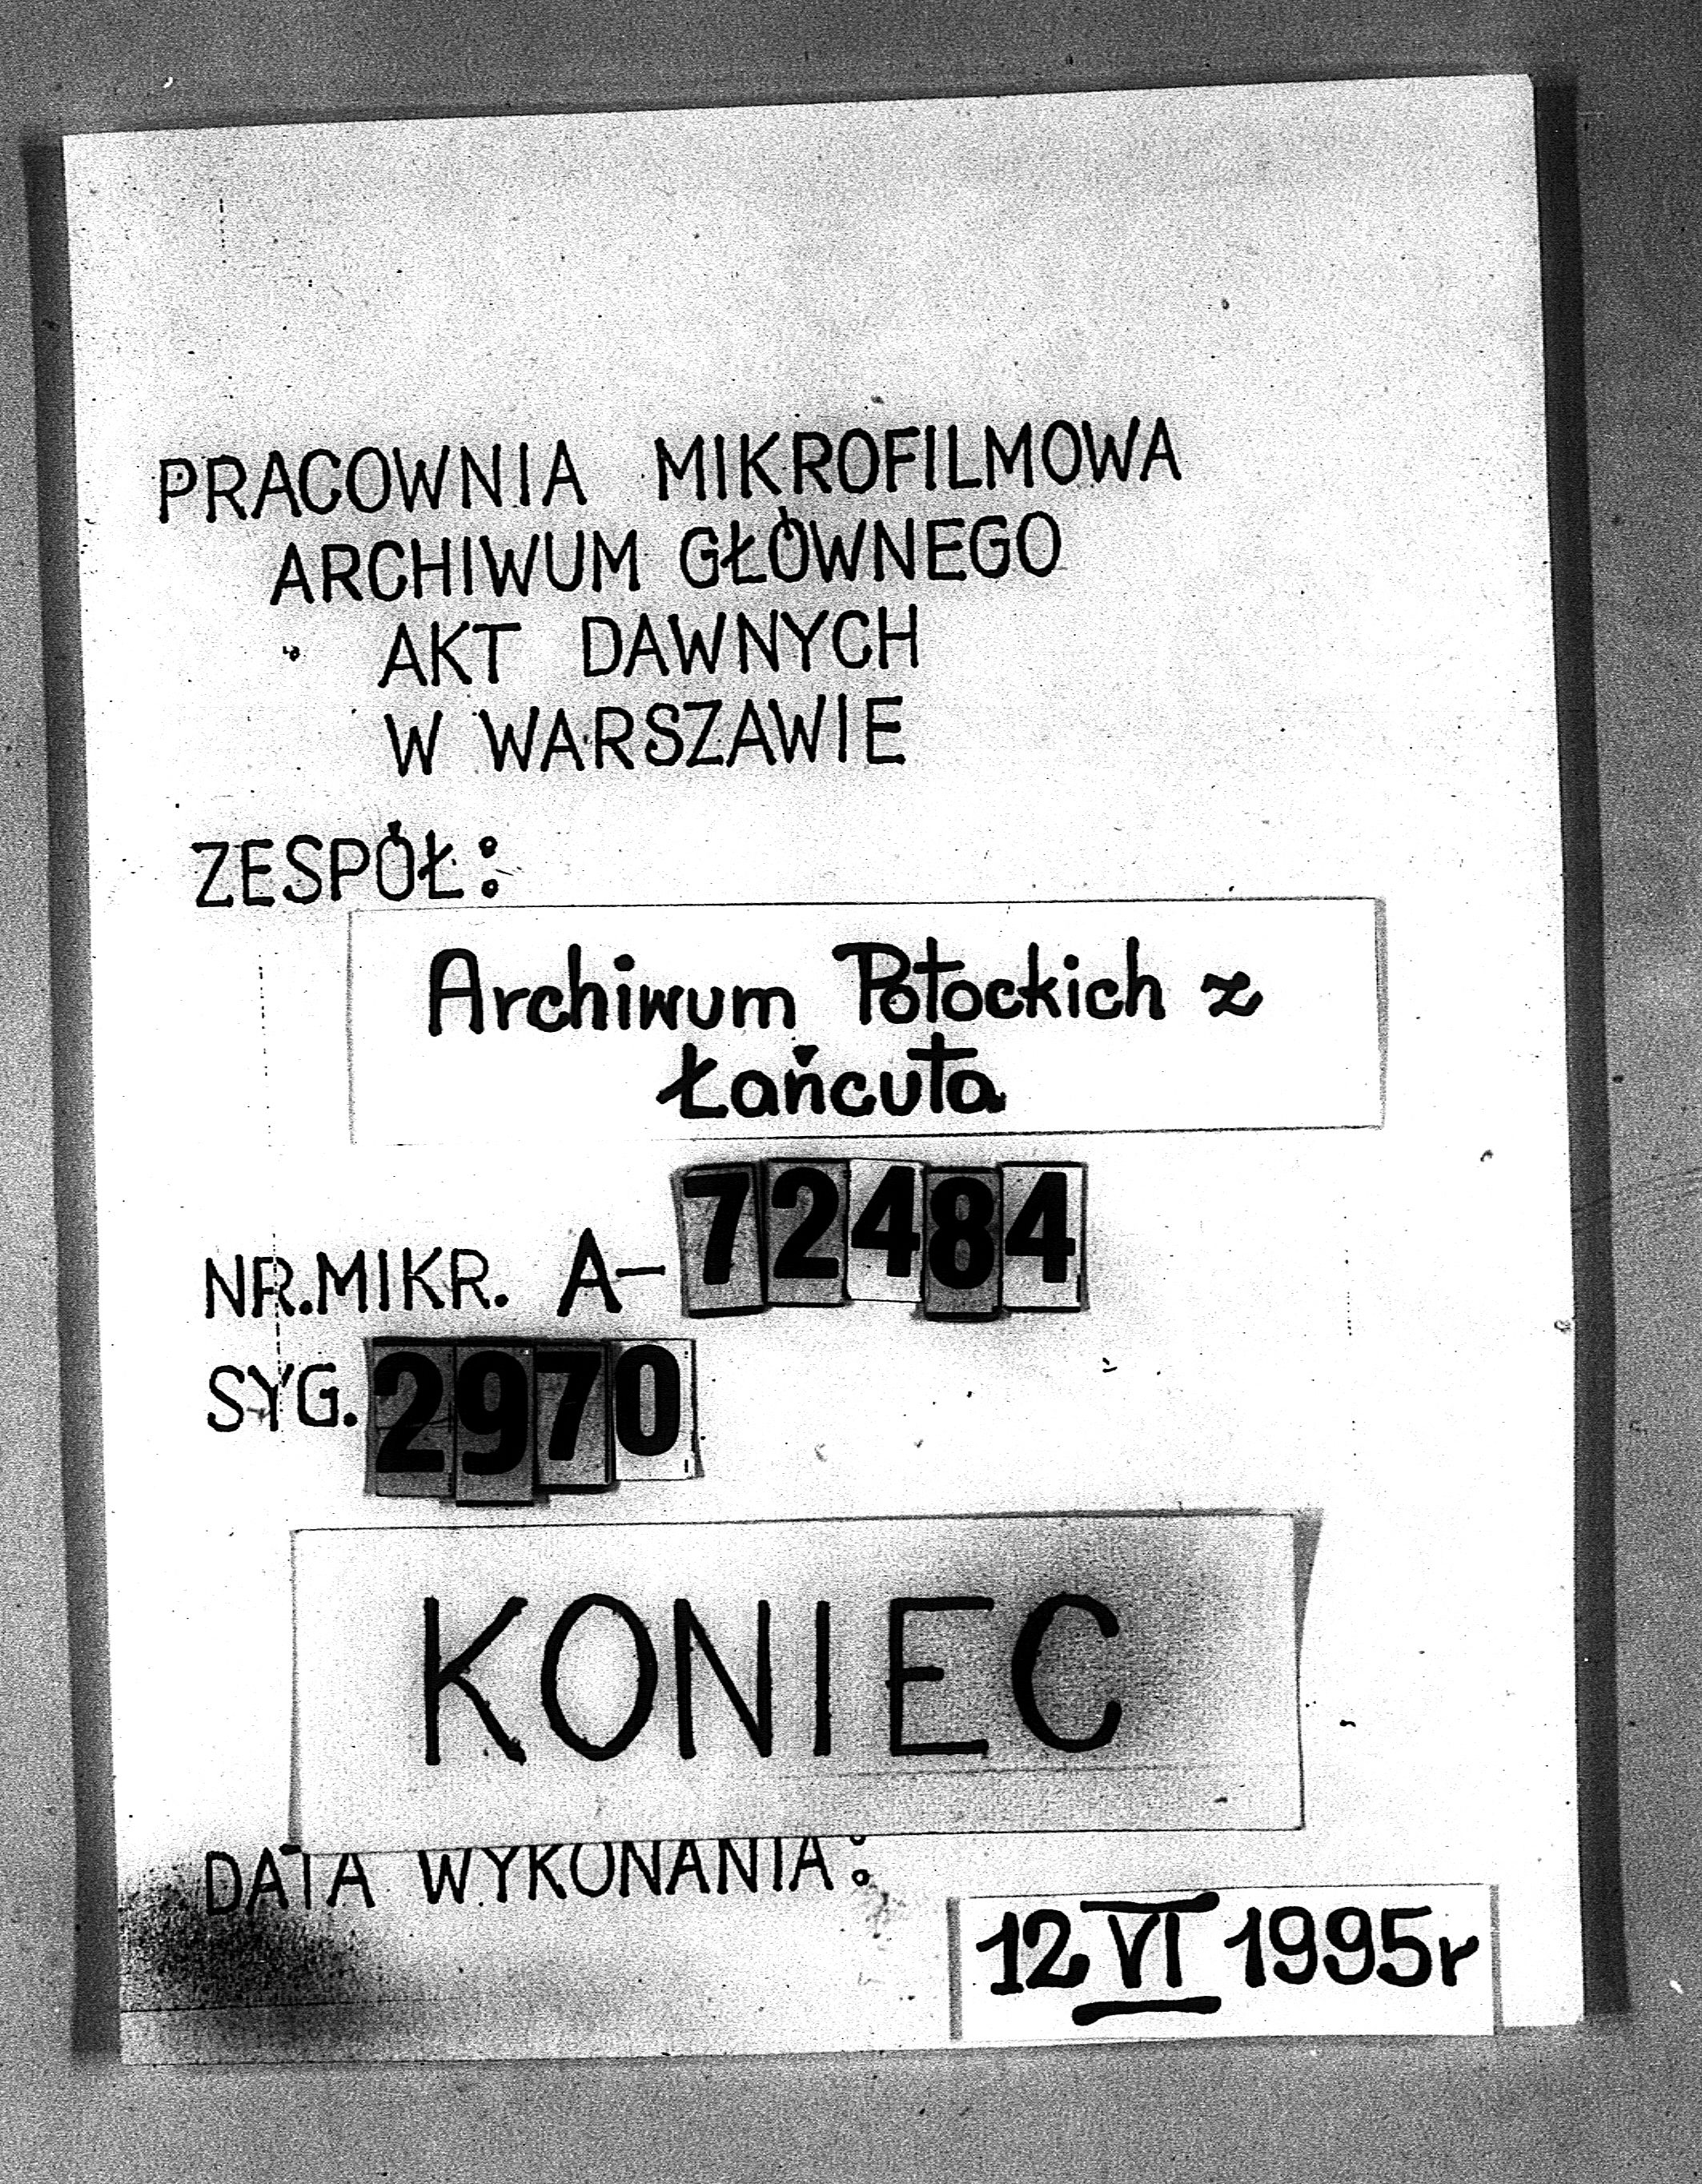 PRACOWNIA MIKROFILMOWA
ARCHIWUM GŁÓWNEGO
AKT DAWNYCH
W WARSZAWIE
ZESPÓŁ:
Archiwum Potockich z
Łańcuta
NR.MIKR. A-72484
SYG. 2970
KONIEC
DATA WYKONANIA:
12 VI 1995r